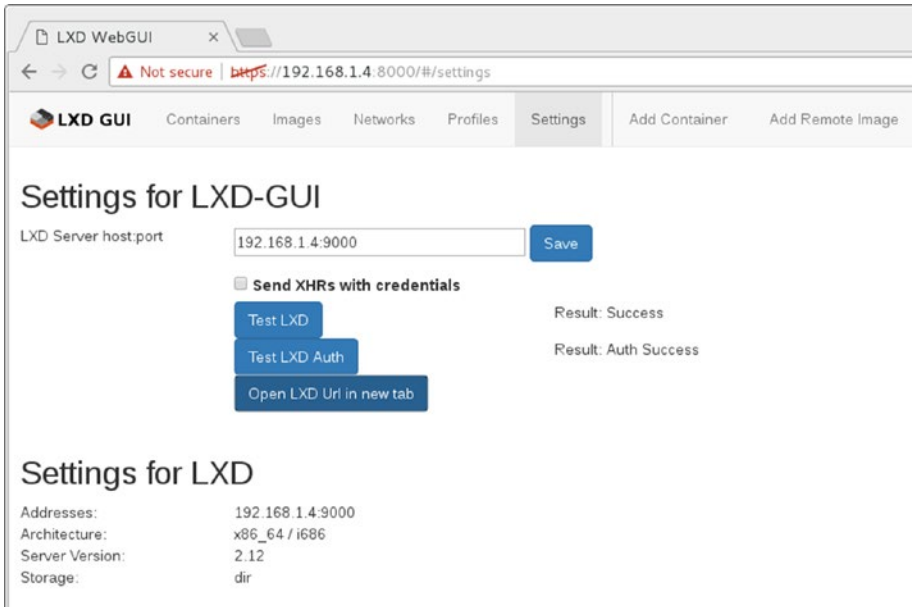 LXD WebGUI
Not secure | https://192.168.1.4:8000/#/settings
LXD GUI Containers Images Networks Profiles Settings Add Container Add Remote Image
Settings for LXD-GUI
LXD Server host:port 192.168.1.4:9000 Save
Send XHRs with credentials
Test LXD Result: Success
Test LXD Auth Result: Auth Success
Open LXD Url in new tab
Settings for LXD
Addresses: 192.168.1.4:9000
Architecture: x86_64 / i686
Server Version: 2.12
Storage: dir